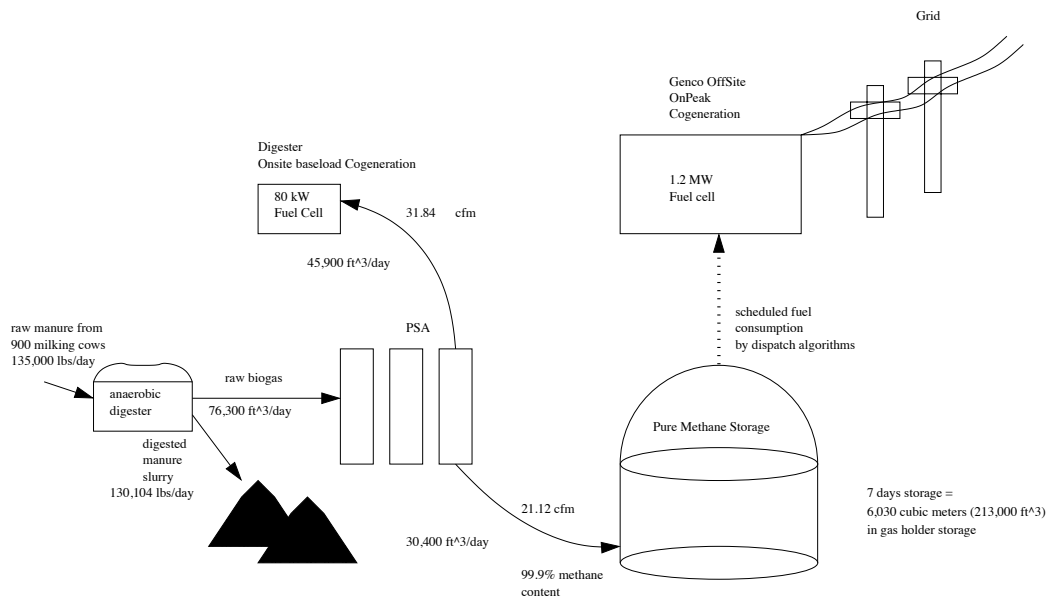 Grid
Genco OffSite
OnPeak
Cogeneration
1.2 MW
Fuel cell
Digester
Onsite baseload Cogeneration
80 kW
Fuel Cell
31.84 cfm
45,900 ft^3/day
PSA
raw manure from
900 milking cows
135,000 lbs/day
anaerobic
digester
raw biogas
76,300 ft^3/day
digested
manure
slurry
130,104 lbs/day
scheduled fuel
consumption
by dispatch algorithms
Pure Methane Storage
21.12 cfm
30,400 ft^3/day
99.9% methane
content
7 days storage =
6,030 cubic meters (213,000 ft^3)
in gas holder storage